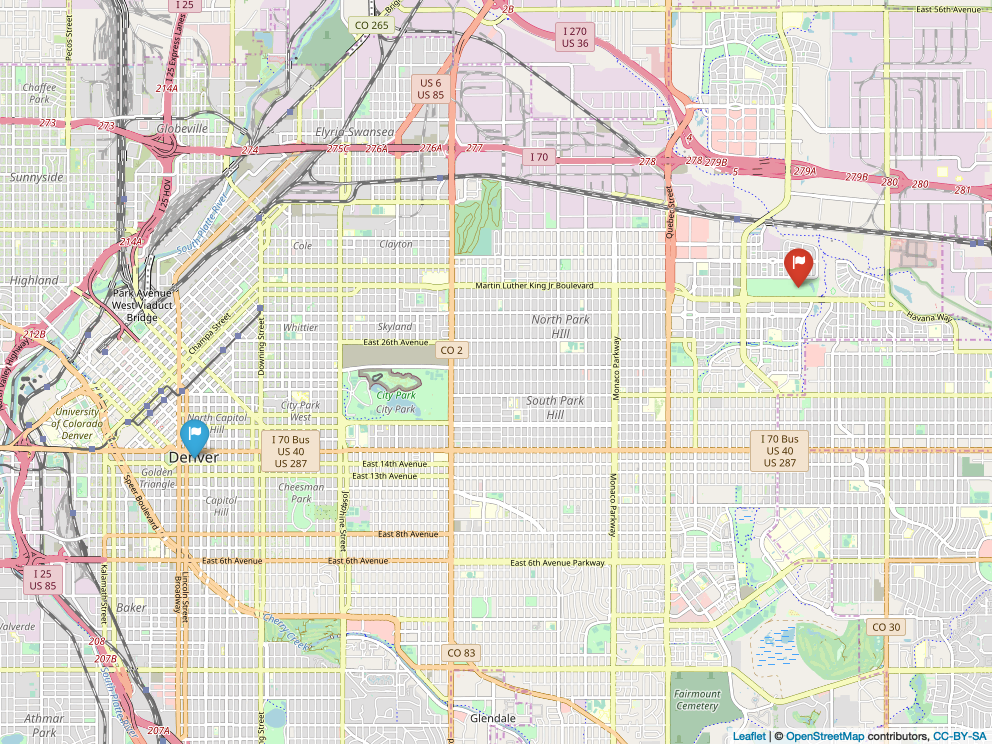 I 25
CO 265
2B
East 56th Avenue
Pecos Street
I 25 Express Lanes
I 270
US 36
214A
Chaffee
Park
US 6
US 85
273
273
Globeville
274
Elyria Swansea
275C
276A
276A
277
I 70
278
4
278
279B
5
279A
279B
280
280
281
Sunnyside
I 25 HOV
South Platte River
Quebec Street
214A
Cole
Clayton
Highland
Park Avenue
West Viaduct
Bridge
Martin Luther King Jr Boulevard
Havana Way
212B
Champa Street
Downing Street
Whittier
Skyland
North Park
Hill
East 26th Avenue
CO 2
Monaco Parkway
City Park
City Park
University
of Colorado
Denver
North Capitol
Hill
City Park
West
South Park
Hill
Denver
I 70 Bus
US 40
US 287
I 70 Bus
US 40
US 287
East 14th Avenue
East 13th Avenue
Golden
Triangle
Speer Boulevard
Capitol
Hill
Cheesman
Park
Josephine Street
Monaco Parkway
East 8th Avenue
East 6th Avenue
East 6th Avenue
East 6th Avenue Parkway
I 25
US 85
Kalamath Street
Lincoln Street
Broadway
Baker
Cherry Creek
CO 30
Valverde
208
207B
CO 83
South Platte River
Athmar
Park
207A
Glendale
Fairmount
Cemetery
Leaflet | © OpenStreetMap contributors, CC-BY-SA